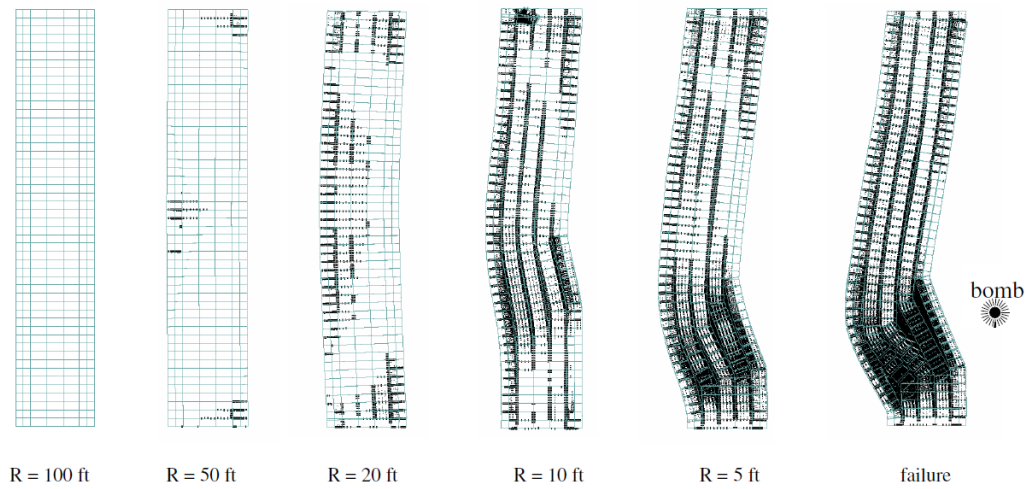 bomb
R = 100 ft
R = 50 ft
R = 20 ft
R = 10 ft
R = 5 ft
failure